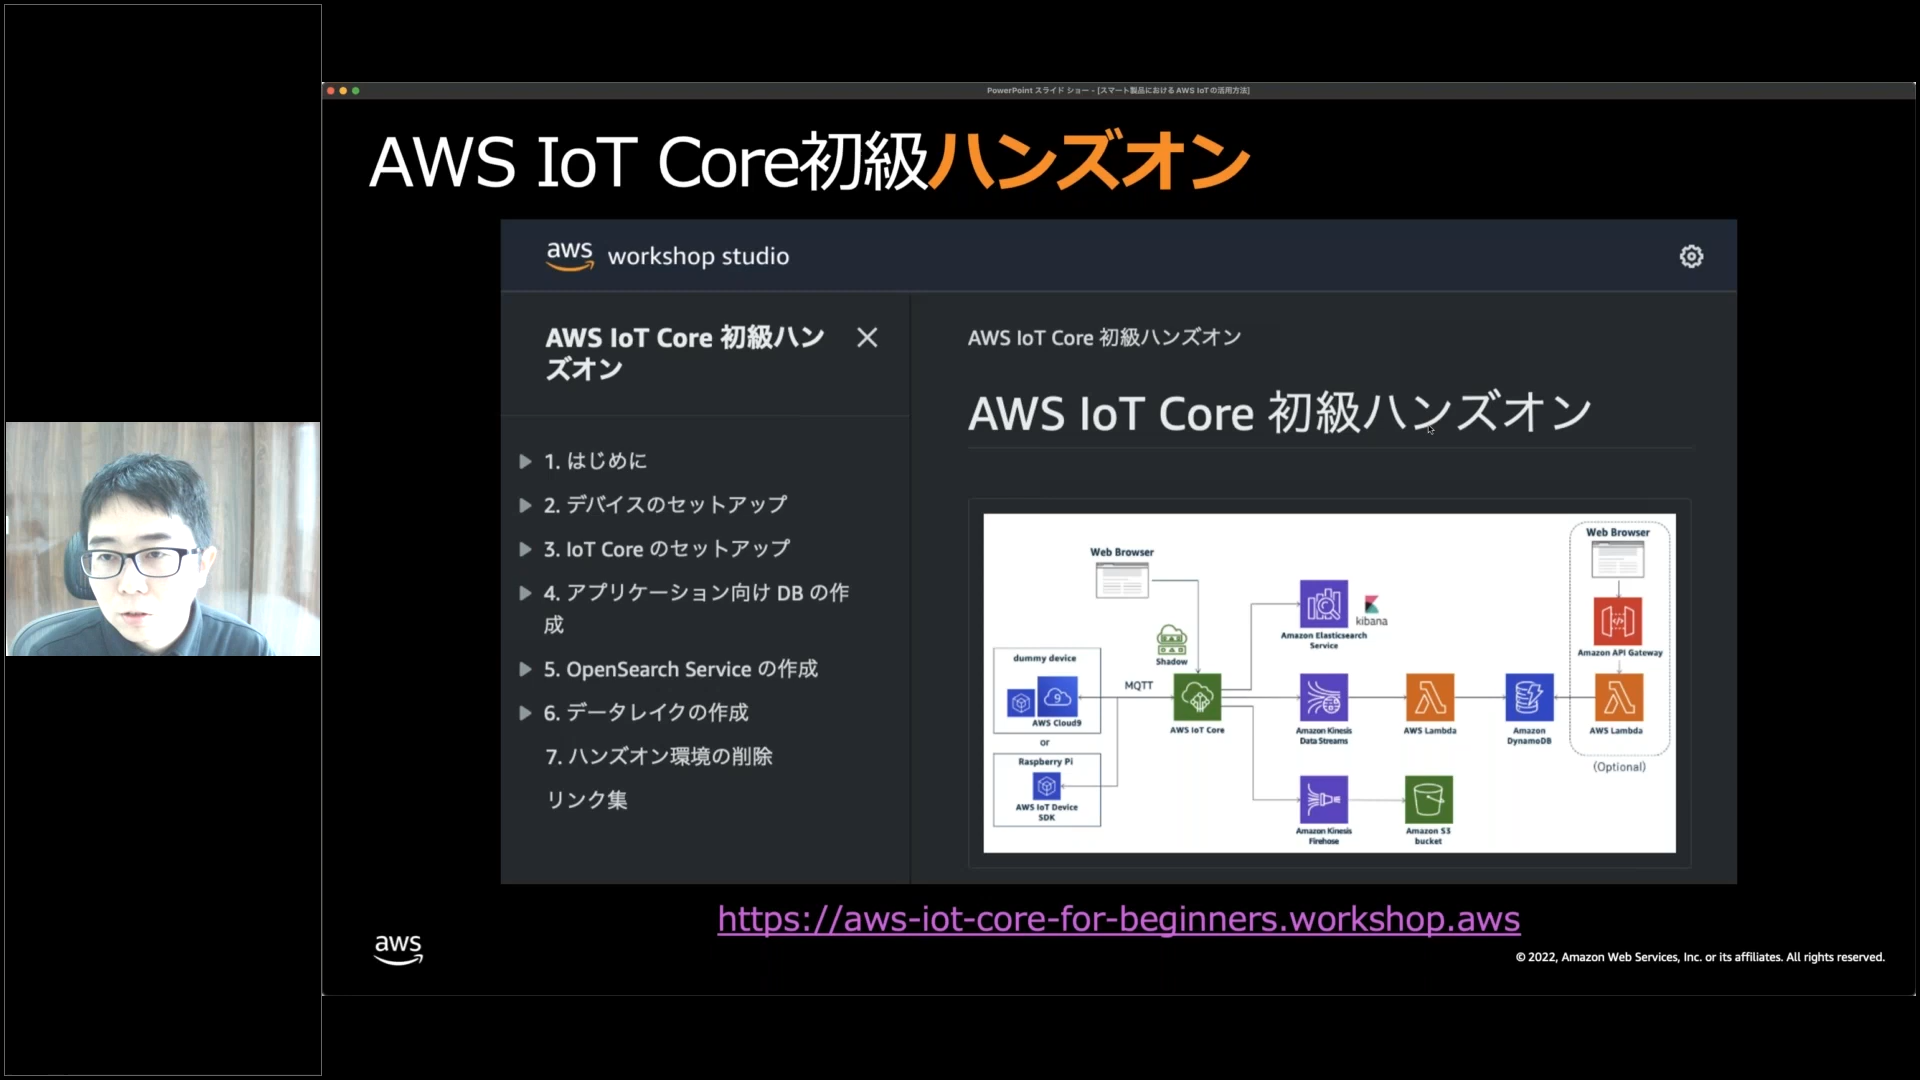 PowerPoint スライド ショー - [スマート製品における AWS IoTの活用方法]
AWS IoT Core初級ハンズオン
aws workshop studio
AWS IoT Core 初級ハン
ズオン
1. はじめに
2. デバイスのセットアップ
3. IoT Core のセットアップ
4. アプリケーション向け DB の作
成
5. OpenSearch Service の作成
6. データレイクの作成
7. ハンズオン環境の削除
リンク集
AWS IoT Core 初級ハンズオン
AWS IoT Core 初級ハンズオン
Web Browser
Shadow
dummy device
AWS Cloud9
or
Raspberry Pi
AWS IoT Device
SDK
MQTT
AWS IoT Core
kibana
Amazon Elasticsearch
Service
Amazon Kinesis
Data Streams
AWS Lambda
Amazon
DynamoDB
Web Browser
Amazon API Gateway
AWS Lambda
(Optional)
Amazon Kinesis
Firehose
Amazon S3
bucket
https://aws-iot-core-for-beginners.workshop.aws
aws
© 2022, Amazon Web Services, Inc. or its affiliates. All rights reserved.